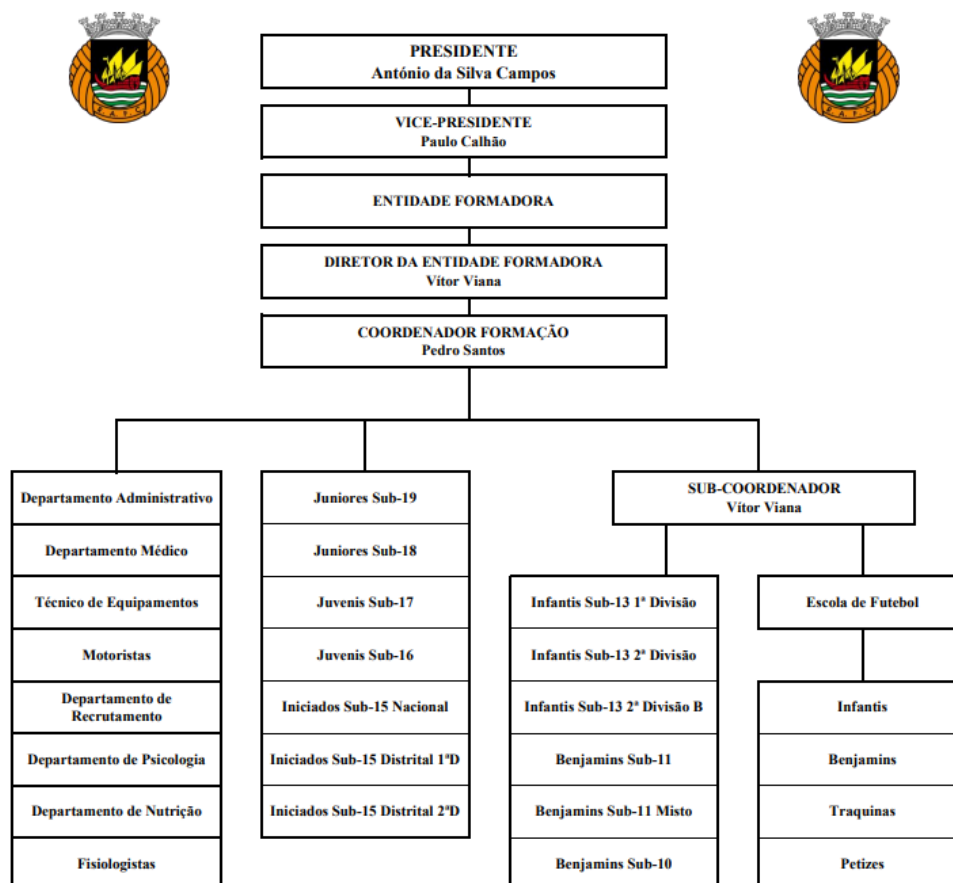 PRESIDENTE
António da Silva Campos
VICE-PRESIDENTE
Paulo Calhão
ENTIDADE FORMADORA
DIRETOR DA ENTIDADE FORMADORA
Vítor Viana
COORDENADOR FORMAÇÃO
Pedro Santos
Departamento Administrativo
Departamento Médico
Técnico de Equipamentos
Motoristas
Departamento de
Recrutamento
Departamento de Psicologia
Departamento de Nutrição
Fisiologistas
Juniores Sub-19
Juniores Sub-18
Juvenis Sub-17
Juvenis Sub-16
Iniciados Sub-15 Nacional
Iniciados Sub-15 Distrital 1ªD
Iniciados Sub-15 Distrital 2ªD
SUB-COORDENADOR
Vítor Viana
Infantis Sub-13 1ª Divisão
Infantis Sub-13 2ª Divisão
Infantis Sub-13 2ª Divisão B
Benjamins Sub-11
Benjamins Sub-11 Misto
Benjamins Sub-10
Escola de Futebol
Infantis
Benjamins
Traquinas
Petizes